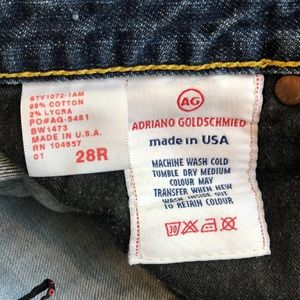 STY1072-1AM
98% COTTON
2% LYCRA
PO#AG-5481
BW1473
MADE IN U.S.A.
RN 104857
01
28R
AG
ADRIANO GOLDSCHMIED
made in USA
MACHINE WASH COLD
TUMBLE DRY MEDIUM
COLOUR MAY
TRANSFER WHEN NEW
WASH INSIDE OUT
TO RETAIN COLOUR
30